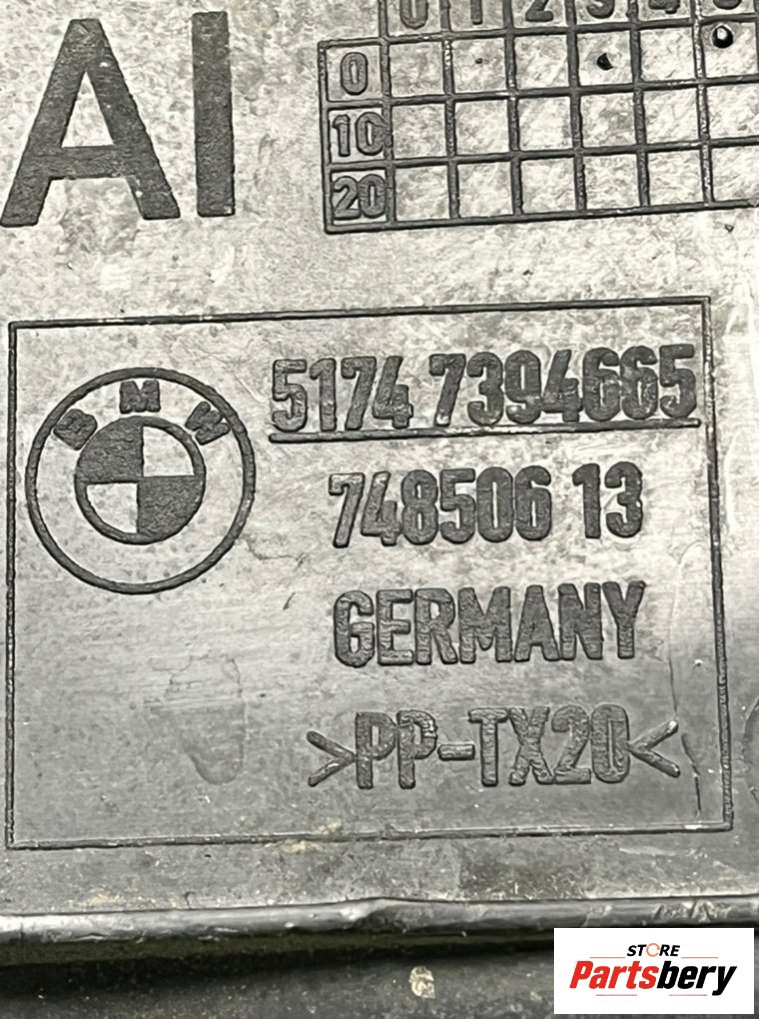 AI
0 1 2 3 4 5
0
10
20
BMW
5174 7394665
748506 13
GERMANY
>PP-TX20<
STORE
Partsbery